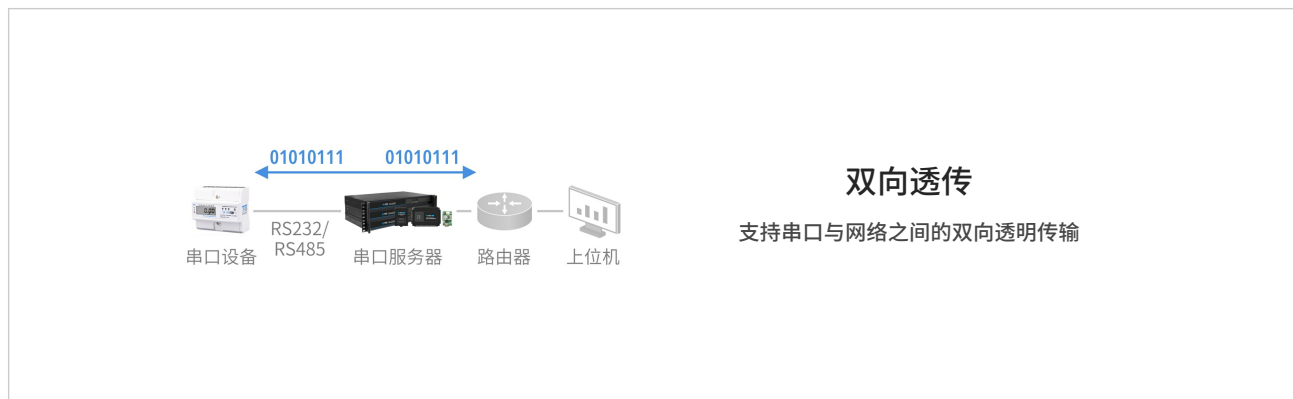 01010111 01010111
RS232/
RS485
串口设备 串口服务器 路由器 上位机
双向透传
支持串口与网络之间的双向透明传输